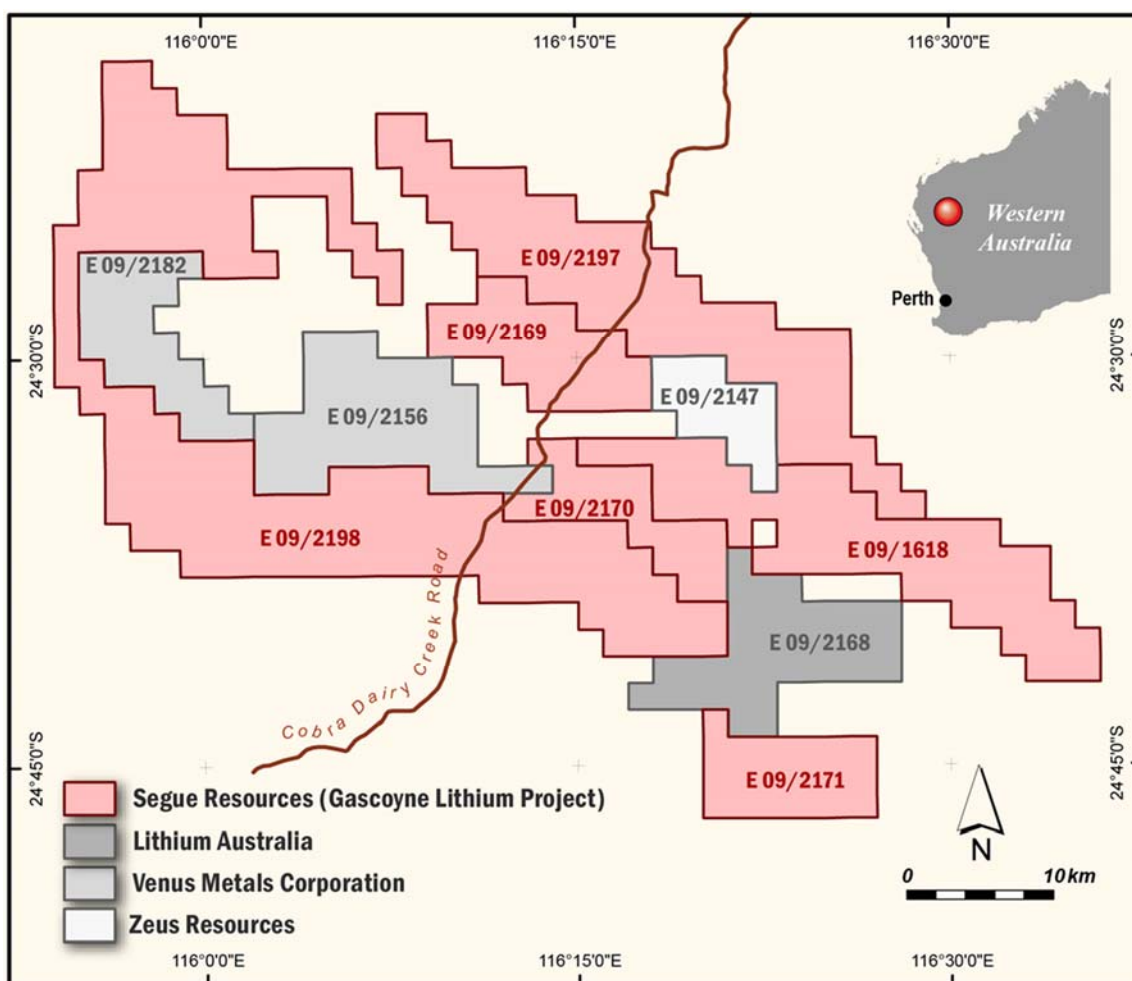 116°0'0"E
116°15'0"E
116°30'0"E
Western
Australia
Perth
E 09/2182
E 09/2197
E 09/2169
24°30'0"S
24°30'0"S
E 09/2147
E 09/2156
E 09/2170
E 09/2198
E 09/1618
E 09/2168
Cobra Dairy Creek Road
24°45'0"S
24°45'0"S
E 09/2171
Segue Resources (Gascoyne Lithium Project)
Lithium Australia
Venus Metals Corporation
Zeus Resources
N
0 10 km
116°0'0"E
116°15'0"E
116°30'0"E